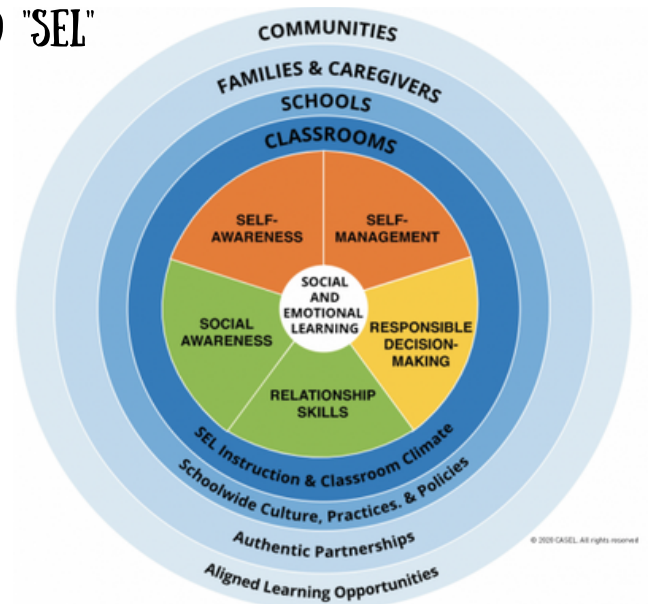 "SEL"
COMMUNITIES
FAMILIES & CAREGIVERS
SCHOOLS
CLASSROOMS
SELF-
AWARENESS
SELF-
MANAGEMENT
SOCIAL
AND
EMOTIONAL
LEARNING
SOCIAL
AWARENESS
RESPONSIBLE
DECISION-
MAKING
RELATIONSHIP
SKILLS
SEL Instruction & Classroom Climate
Schoolwide Culture, Practices. & Policies
Authentic Partnerships
Aligned Learning Opportunities
© 2020 CASEL. All rights reserved